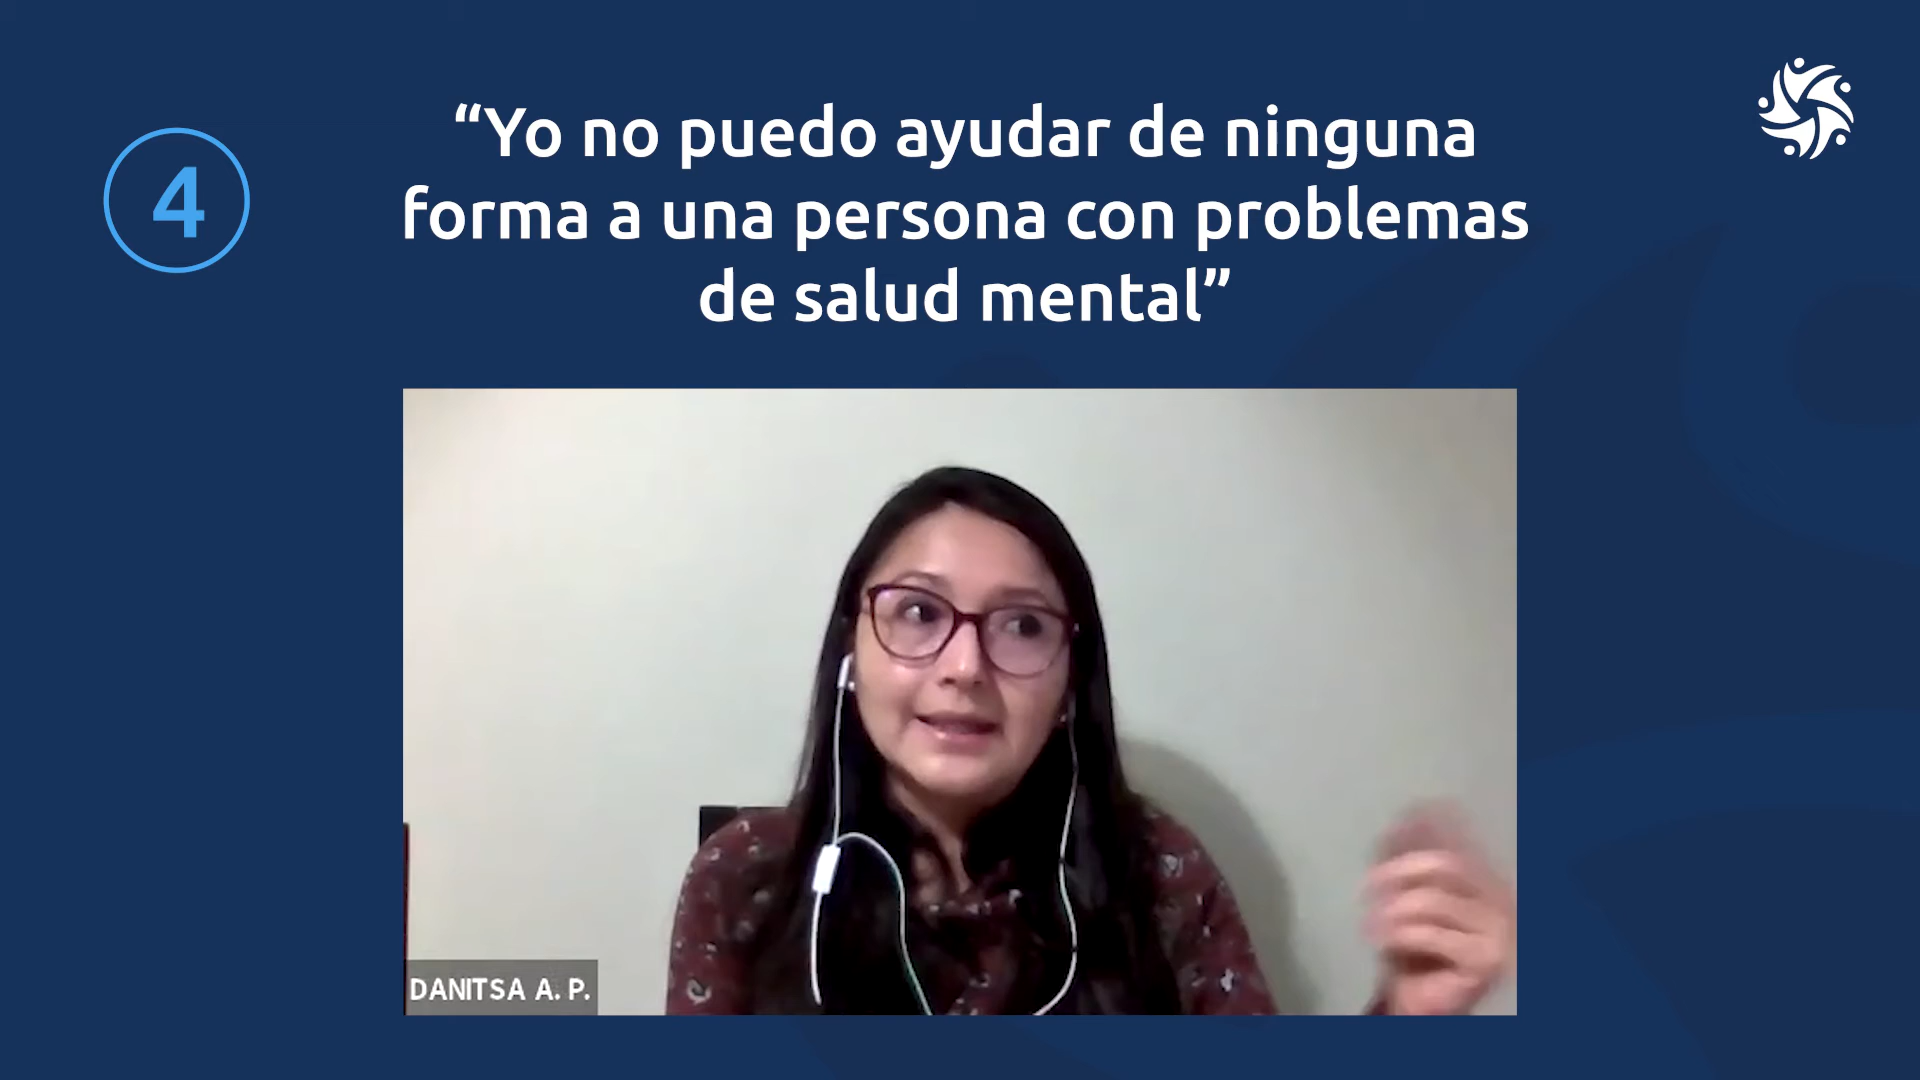 4
“Yo no puedo ayudar de ninguna
forma a una persona con problemas
de salud mental”
DANITSA A. P.